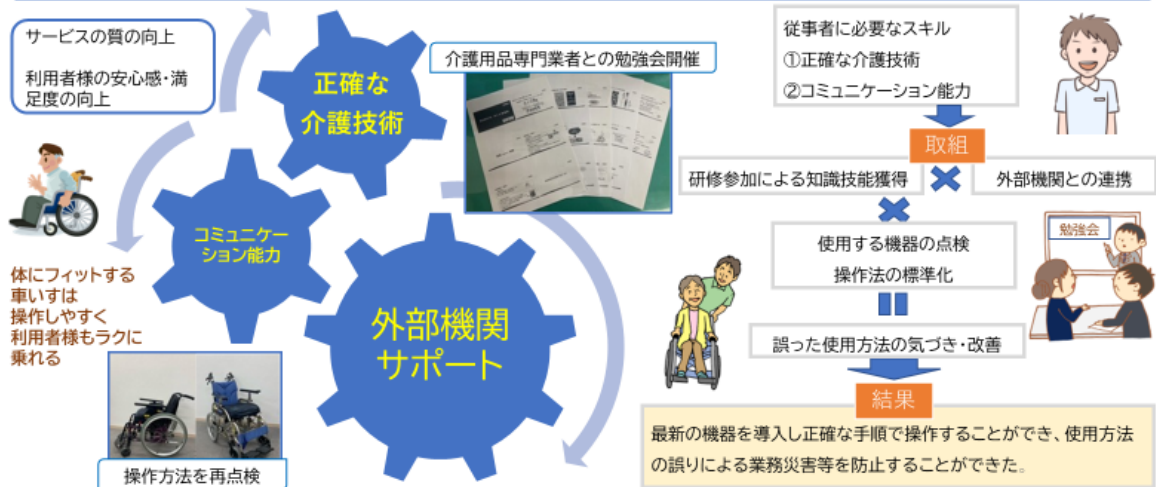 サービスの質の向上
利用者様の安心感・満
足度の向上
正確な
介護技術
介護用品専門業者との勉強会開催
コミュニケー
ション能力
体にフィットする
車いすは
操作しやすく
利用者様もラクに
乗れる
外部機関
サポート
操作方法を再点検
従事者に必要なスキル
①正確な介護技術
②コミュニケーション能力
取組
研修参加による知識技能獲得
外部機関との連携
使用する機器の点検
操作法の標準化
勉強会
誤った使用方法の気づき・改善
結果
最新の機器を導入し正確な手順で操作することができ、使用方法
の誤りによる業務災害等を防止することができた。